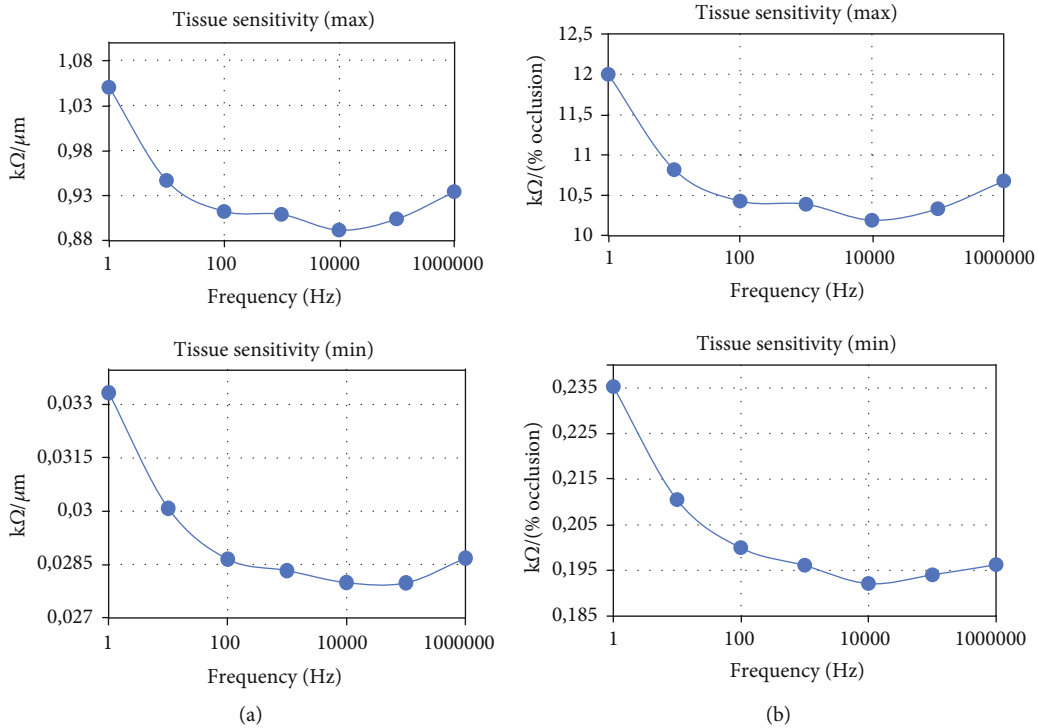 Tissue sensitivity (max)
kΩ/μm
1,08
1,03
0,98
0,93
0,88
1 100 10000 1000000
Frequency (Hz)
Tissue sensitivity (max)
kΩ/(% occlusion)
12,5
12
11,5
11
10,5
10
1 100 10000 1000000
Frequency (Hz)
Tissue sensitivity (min)
kΩ/μm
0,033
0,0315
0,03
0,0285
0,027
1 100 10000 1000000
Frequency (Hz)
(a)
Tissue sensitivity (min)
kΩ/(% occlusion)
0,235
0,225
0,215
0,205
0,195
0,185
1 100 10000 1000000
Frequency (Hz)
(b)